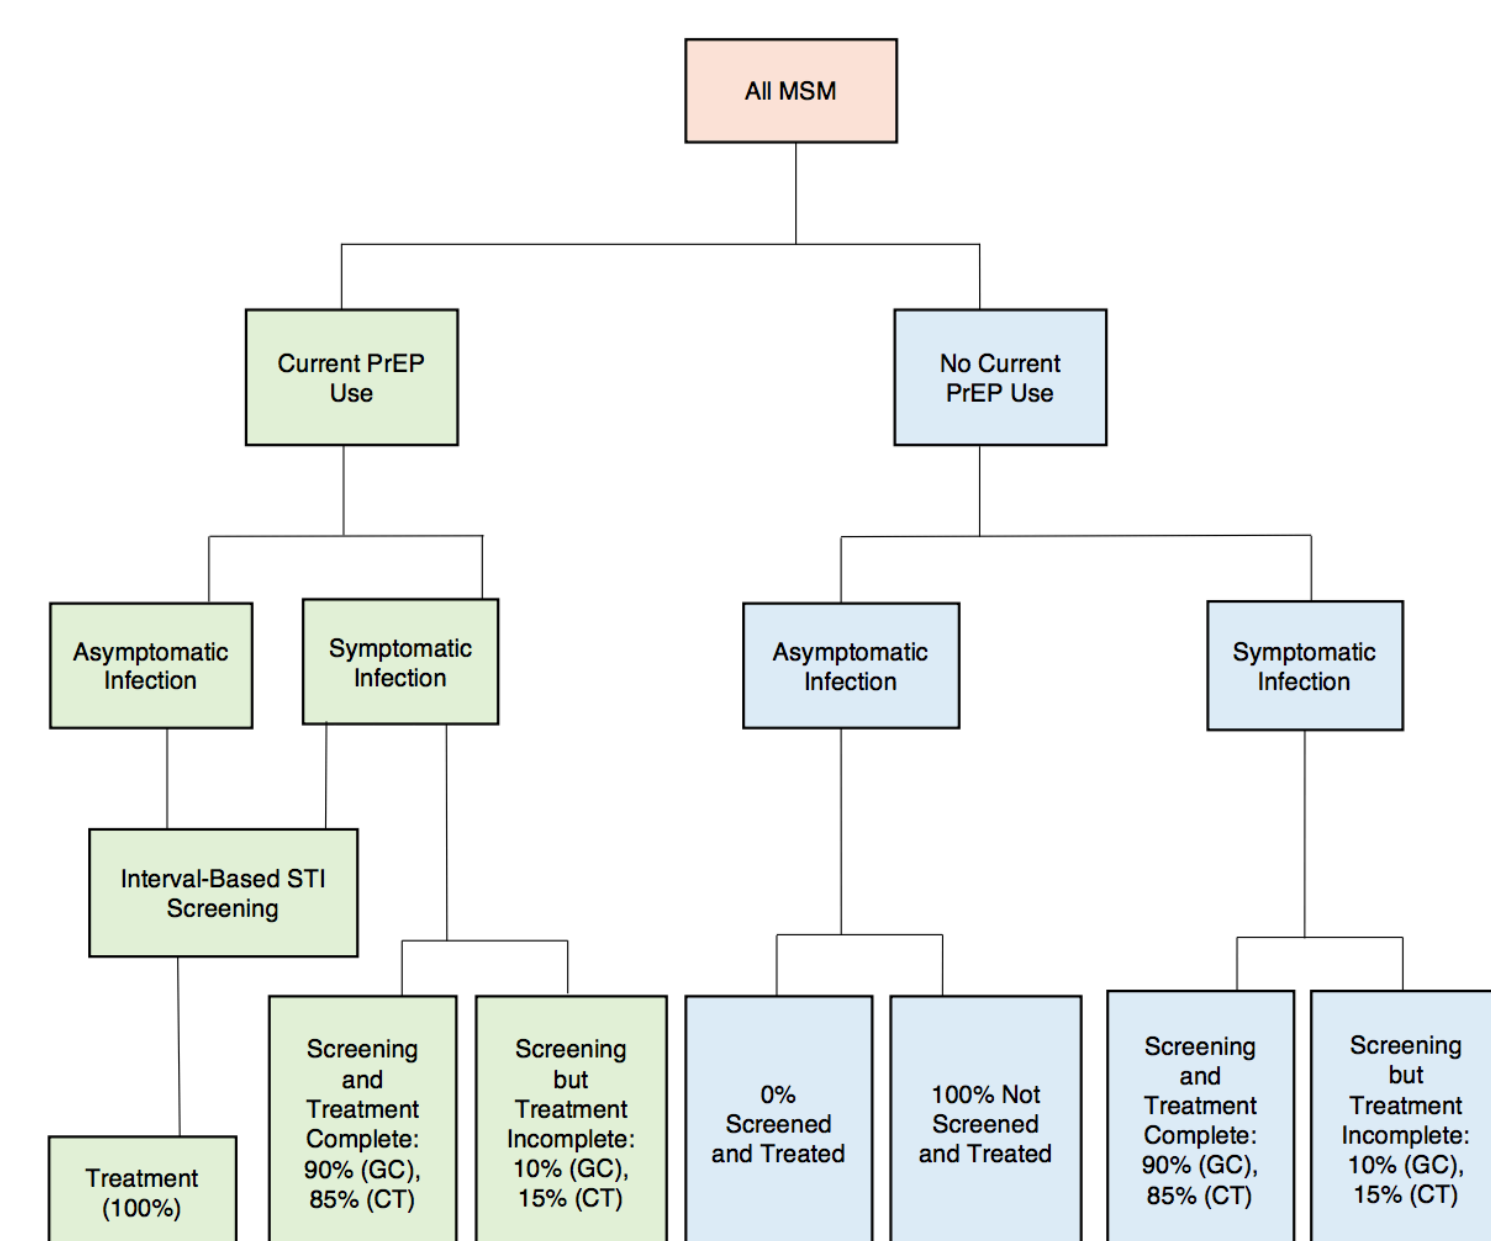 All MSM
Current PrEP
Use
No Current
PrEP Use
Asymptomatic
Infection
Symptomatic
Infection
Asymptomatic
Infection
Symptomatic
Infection
Interval-Based STI
Screening
Treatment
(100%)
Screening
and
Treatment
Complete:
90% (GC),
85% (CT)
Screening
but
Treatment
Incomplete:
10% (GC),
15% (CT)
0%
Screened
and Treated
100% Not
Screened
and Treated
Screening
and
Treatment
Complete:
90% (GC),
85% (CT)
Screening
but
Treatment
Incomplete:
10% (GC),
15% (CT)